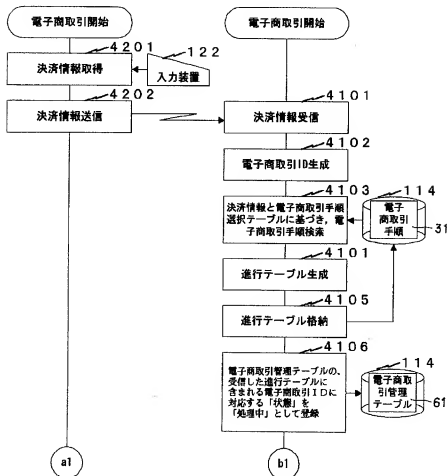 電子商取引開始
電子商取引開始
4201
122
決済情報取得
入力装置
4202
4101
決済情報送信
決済情報受信
4102
電子商取引ID生成
4103
114
決済情報と電子商取引手順
選択テーブルに基づき，電
子商取引手順検索
電子
商取引
手順
31
4101
進行テーブル生成
4105
進行テーブル格納
4106
114
電子商取引管理テーブルの、
受信した進行テーブルに
含まれる電子商取引IDに
対応する「状態」を
「処理中」として登録
電子商取
引管理
テーブル
61
a1
b1